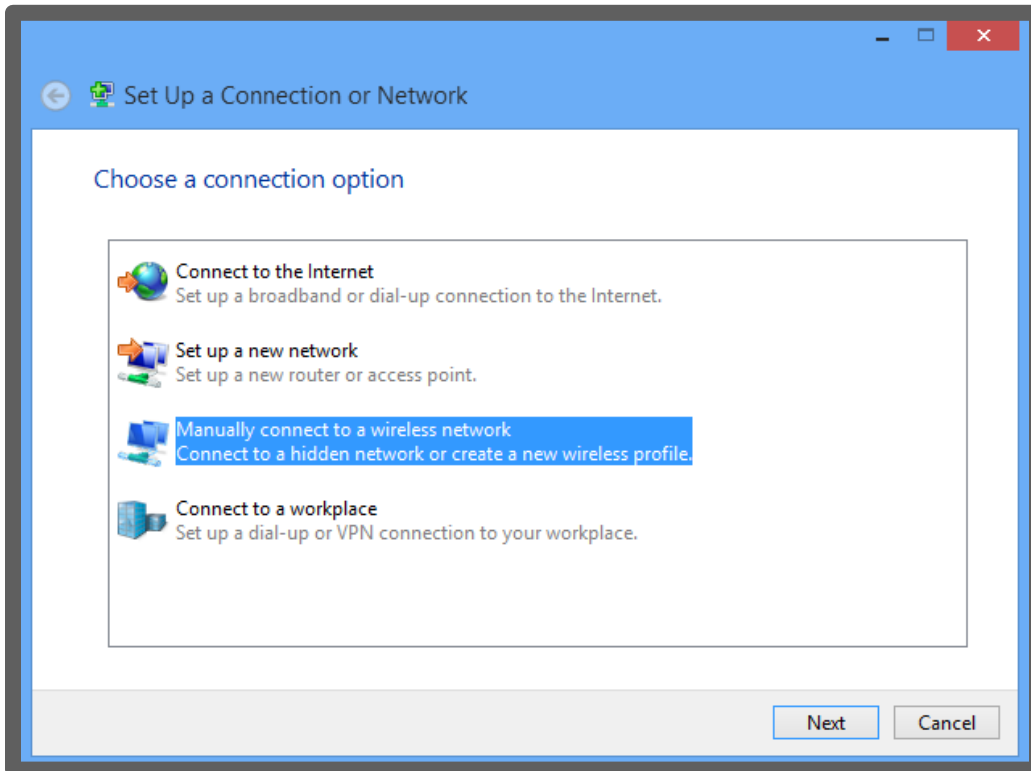 Set Up a Connection or Network
Choose a connection option
Connect to the Internet
Set up a broadband or dial-up connection to the Internet.
Set up a new network
Set up a new router or access point.
Manually connect to a wireless network
Connect to a hidden network or create a new wireless profile.
Connect to a workplace
Set up a dial-up or VPN connection to your workplace.
Next
Cancel